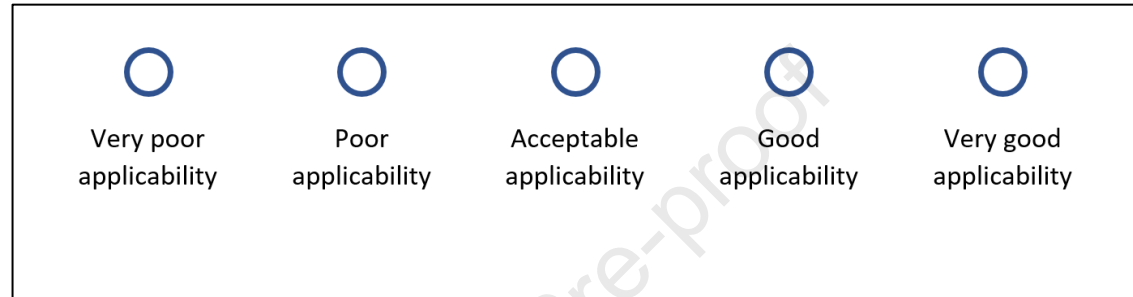 Very poor applicability
Poor applicability
Acceptable applicability
Good applicability
Very good applicability
re-proof